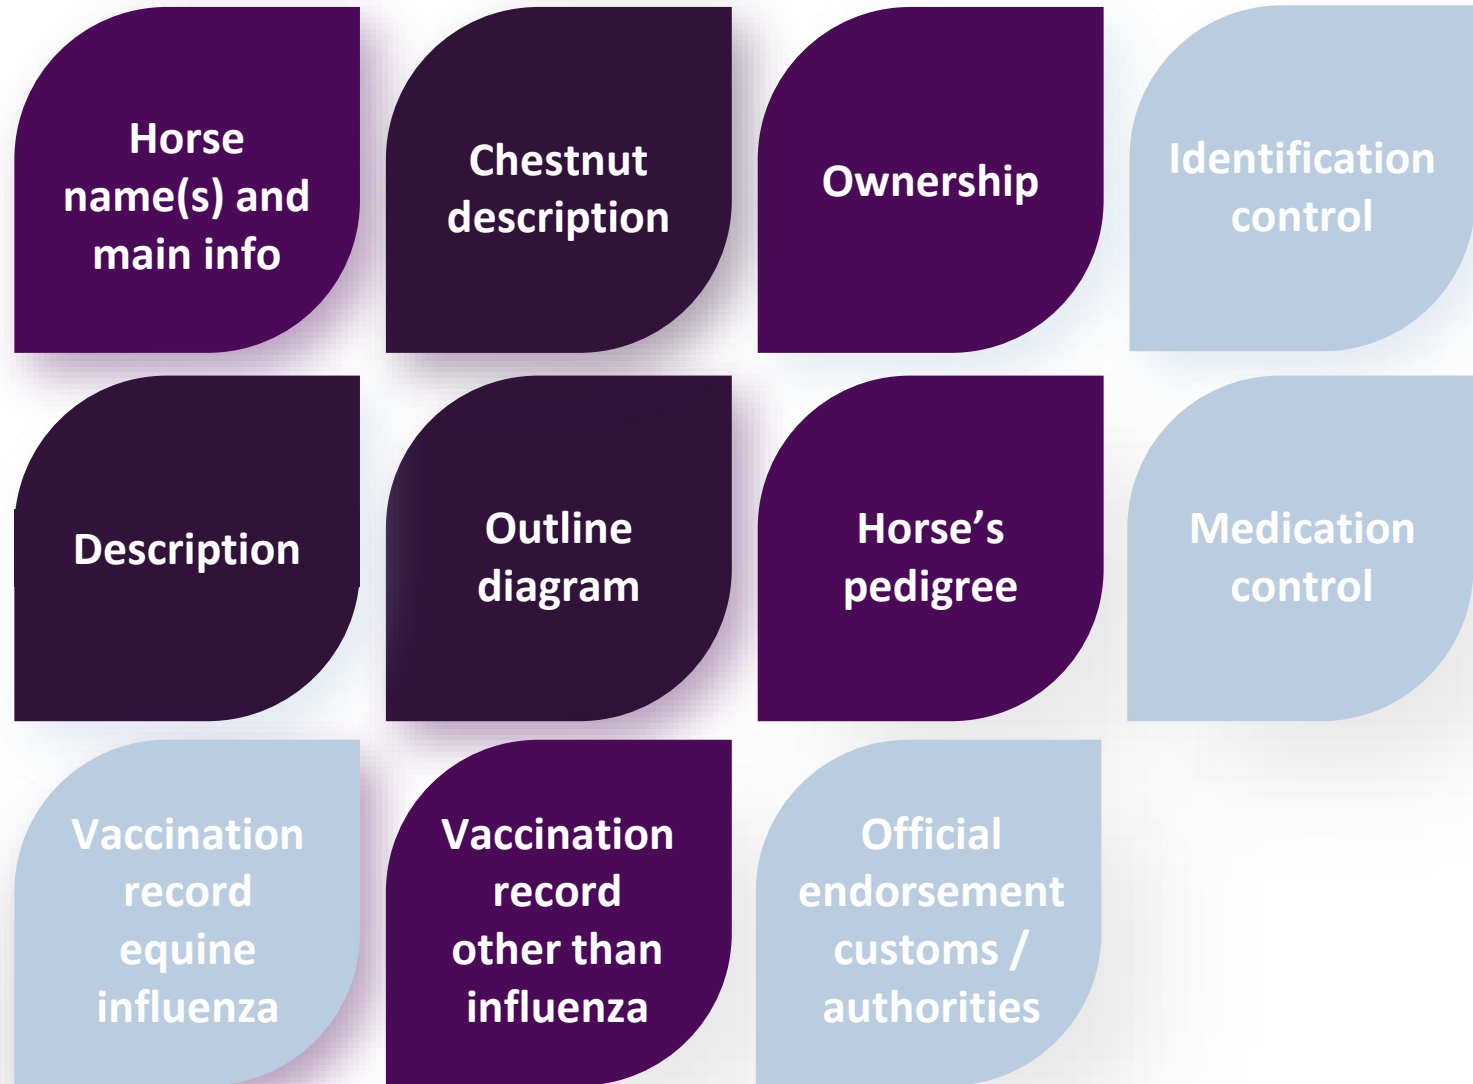 Horse
name(s) and
main info
Chestnut
description
Ownership
Identification
control
Description
Outline
diagram
Horse’s
pedigree
Medication
control
Vaccination
record
equine
influenza
Vaccination
record
other than
influenza
Official
endorsement
customs /
authorities